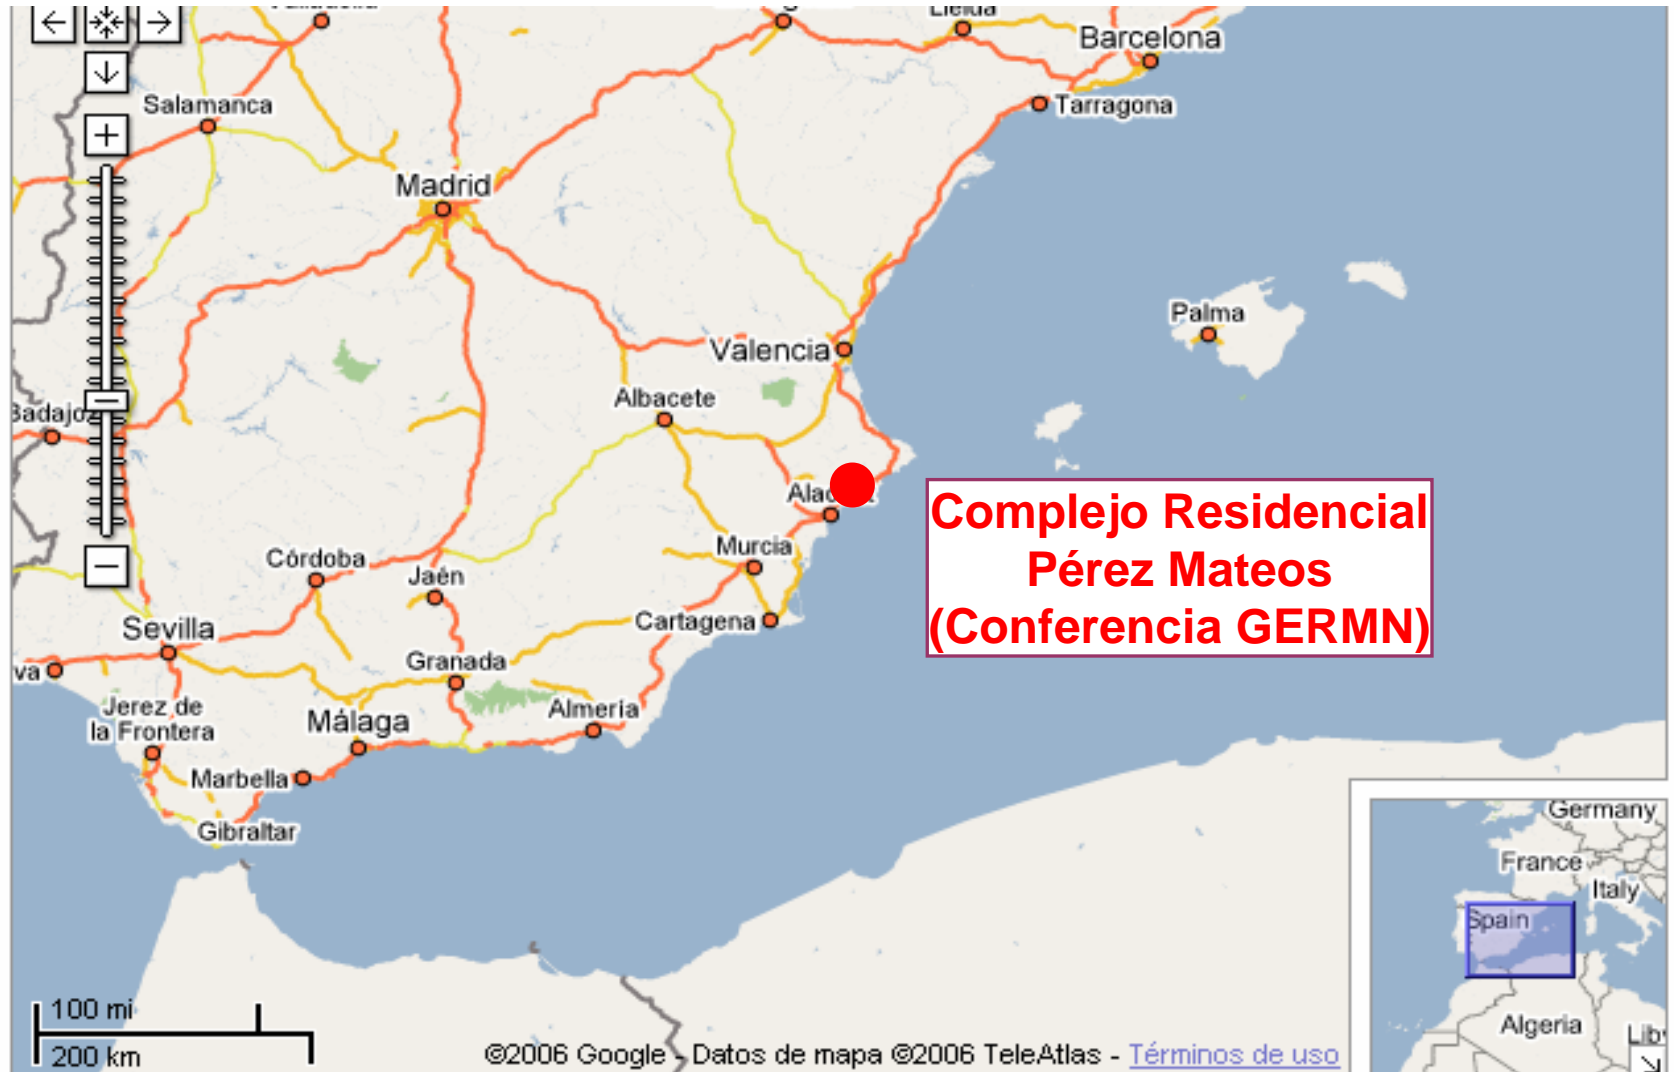 Barcelona
Tarragona
Salamanca
Madrid
Palma
Valencia
Albacete
Murcia
Córdoba
Jaén
Cartagena
Sevilla
Granada
Jerez de
la Frontera
Málaga
Almería
Marbella
Gibraltar
Complejo Residencial
Pérez Mateos
(Conferencia GERMN)
Germany
France
Italy
Spain
Algeria
100 mi
200 km
©2006 Google - Datos de mapa ©2006 TeleAtlas - Términos de uso